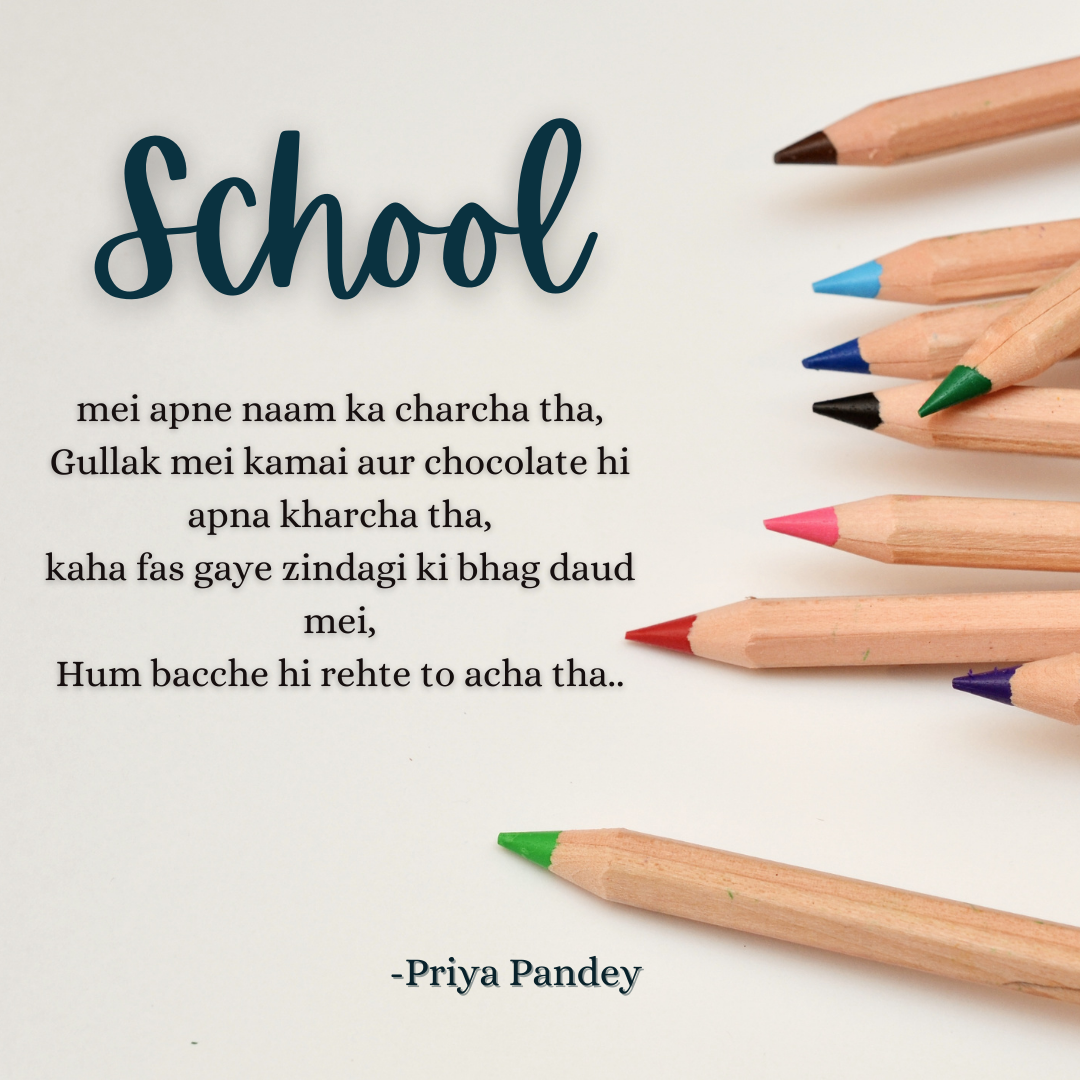 School
mei apne naam ka charcha tha,
Gullak mei kamai aur chocolate hi
apna kharcha tha,
kaha fas gaye zindagi ki bhag daud
mei,
Hum bacche hi rehte to acha tha..
-Priya Pandey